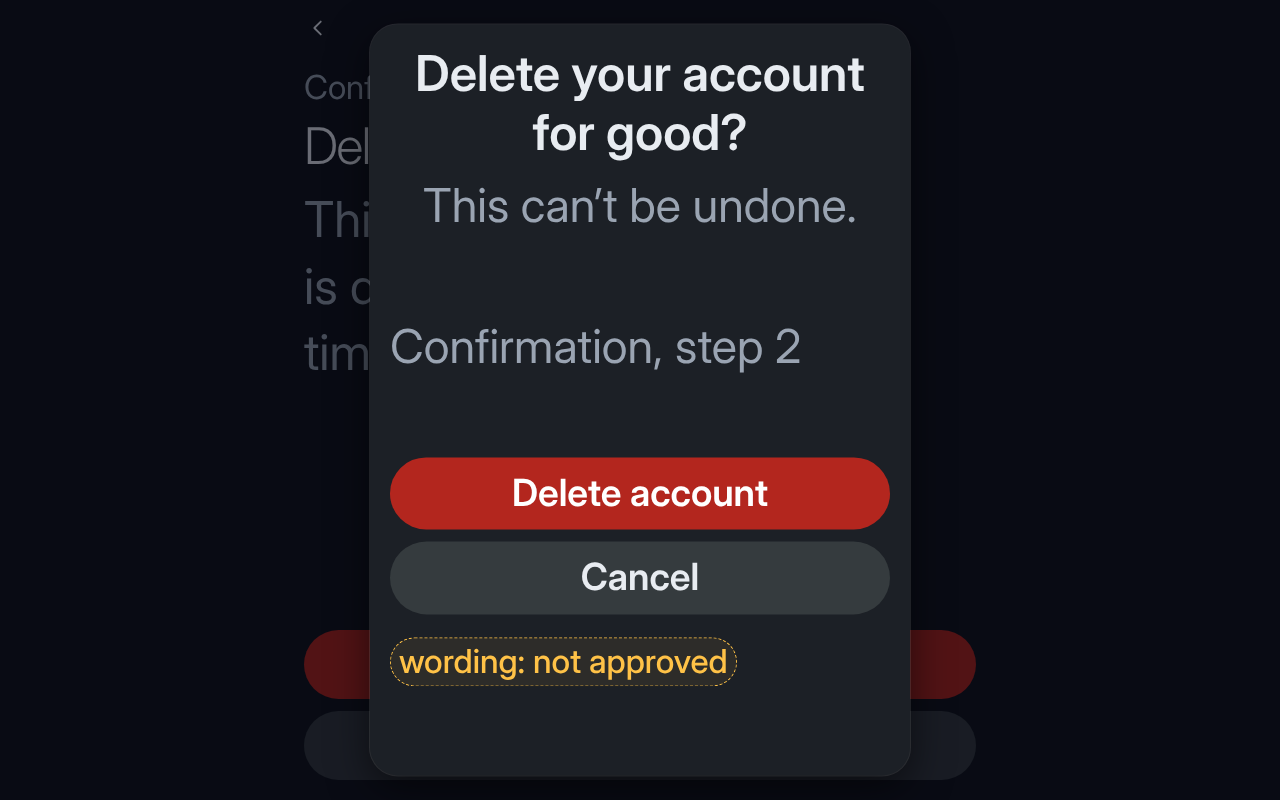 Delete your account
for good?
This can’t be undone.
Confirmation, step 2
Delete account
Cancel
wording: not approved